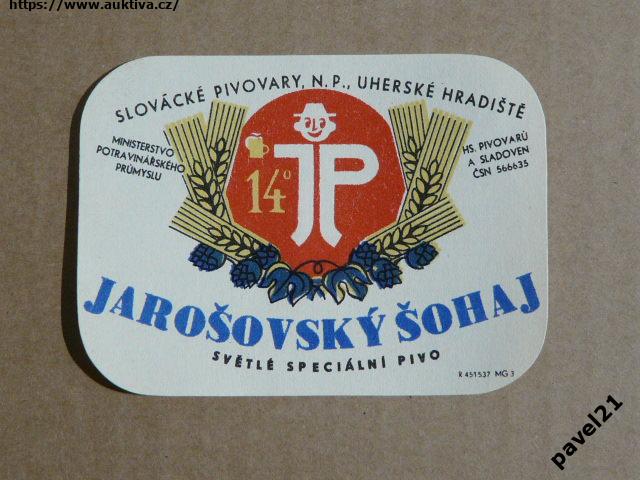 https://www.auktiva.cz/
SLOVÁCKÉ PIVOVARY, N.P., UHERSKÉ HRADIŠTĚ
MINISTERSTVO
POTRAVINÁŘSKÉHO
PRŮMYSLU
HS. PIVOVARŮ
A SLADOVEN
ČSN 566635
14°
JP
JAROŠOVSKÝ ŠOHAJ
SVĚTLÉ SPECIÁLNÍ PIVO
R 451537 MG 3
pavel21